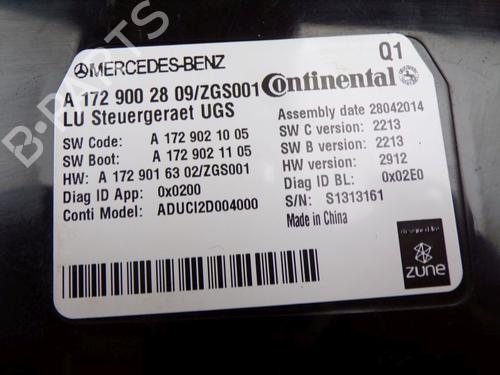 MERCEDES-BENZ
Q1
A 172 900 28 09/ZGS001
Continental
LU Steuergeraet UGS
Assembly date 28042014
SW Code: A 172 902 10 05
SW C version: 2213
SW Boot: A 172 902 11 05
SW B version: 2213
HW: A 172 901 63 02/ZGS001
HW version: 2912
Diag ID App: 0x0200
Diag ID BL: 0x02E0
Conti Model: ADUCI2D004000
S/N: S1313161
Made in China
designed by
zune
B-PARTS